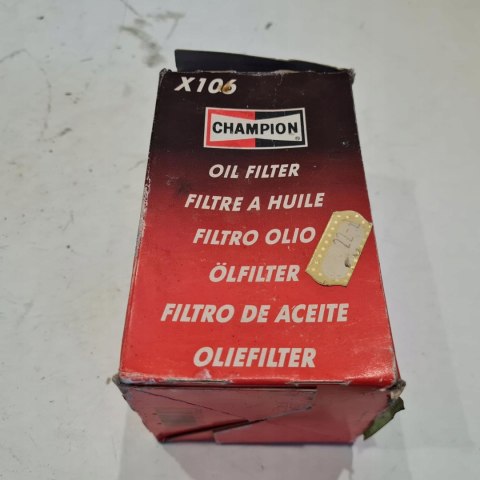 X106
CHAMPION
OIL FILTER
FILTRE A HUILE
FILTRO OLIO
ÖLFILTER
FILTRO DE ACEITE
OLIEFILTER